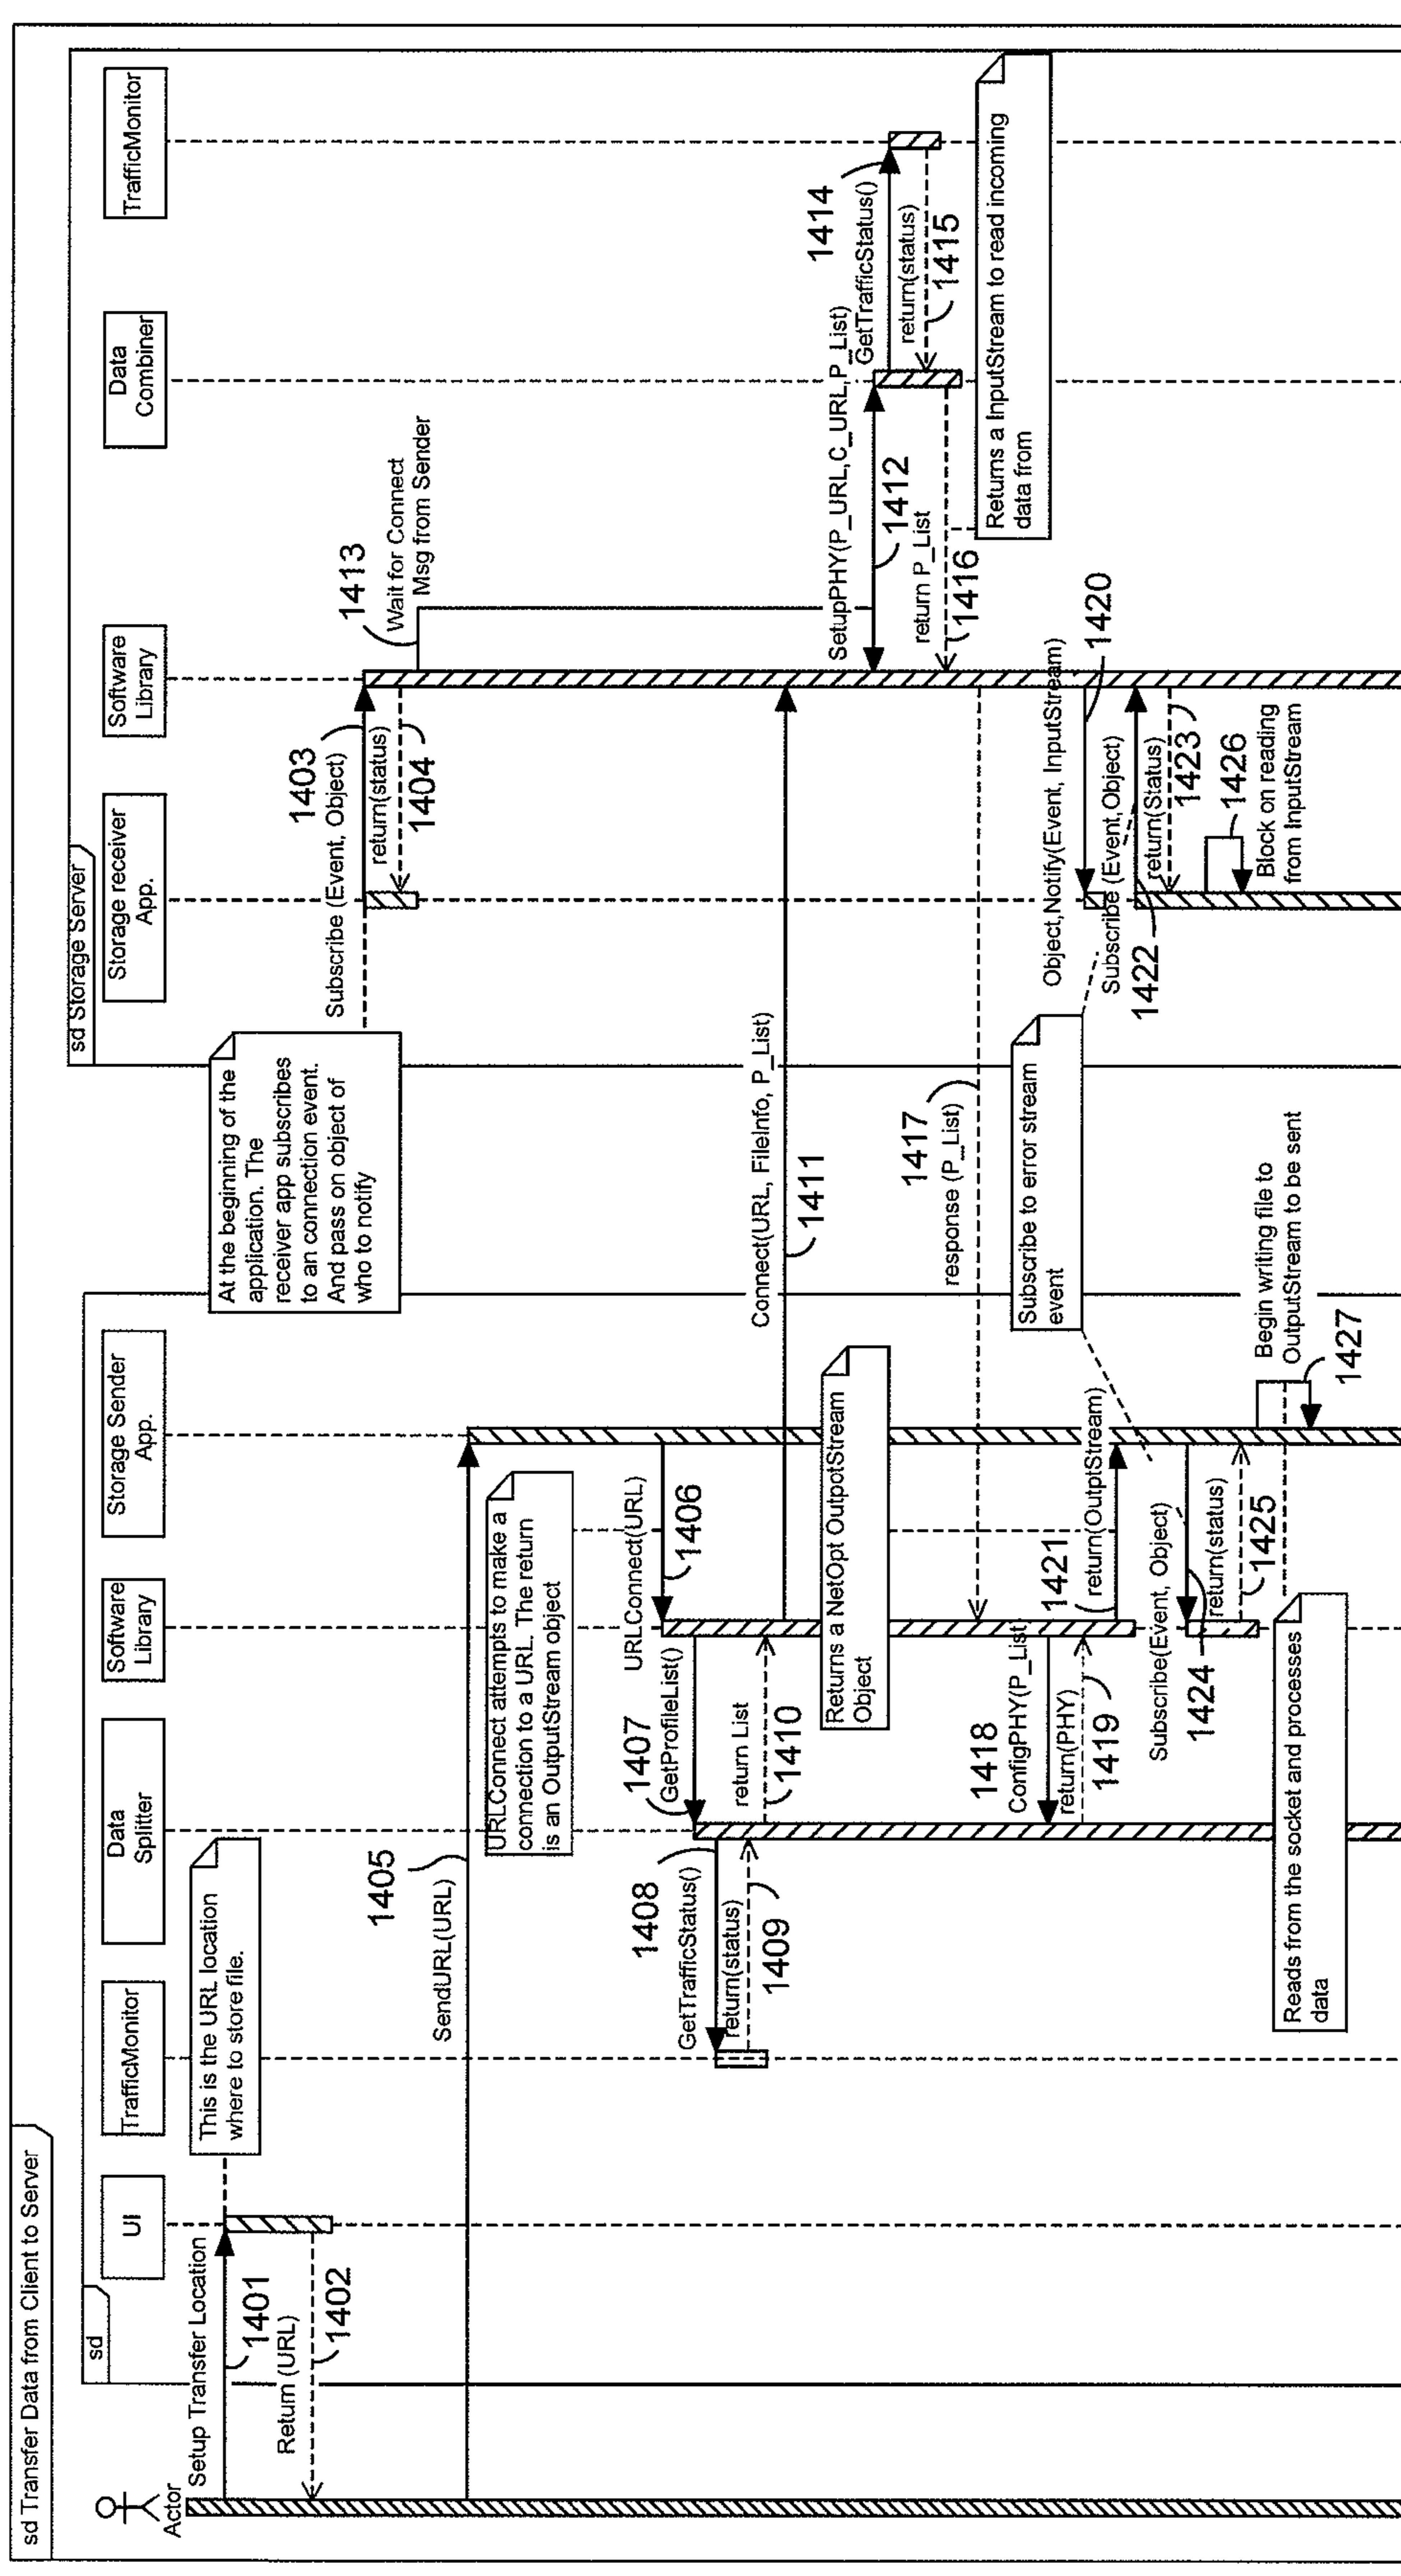 sd Transfer Data from Client to Server
sd
sd Storage Server
Actor
UI
TrafficMonitor
Data
Splitter
Software
Library
Storage Sender
App.
Storage receiver
App.
Software
Library
Data
Combiner
TrafficMonitor
Setup Transfer Location
1401
Return (URL)
1402
This is the URL location
where to store file.
At the beginning of the
application. The
receiver app subscribes
to an connection event.
And pass on object of
who to notify
1403
Subscribe (Event, Object)
return(status)
1404
1413
Wait for Connect
Msg from Sender
1405
SendURL(URL)
URLConnect attempts to make a
connection to a URL. The return
is an OutputStream object
URLConnect(URL)
1406
1407
GetProfileList()
1408
GetTrafficStatus()
return(status)
1409
return List
1410
Connect(URL, FileInfo, P_List)
1411
SetupPHY(P_URL,C_URL,P_List)
1412
1414
GetTrafficStatus()
return(status)
1415
return P_List
1416
Returns a InputStream to read incoming
data from
Returns a NetOpt OutpotStream
Object
1417
response (P_List)
1418
ConfigPHY(P_List)
return(PHY)
1419
Object,Notify(Event, InputStream)
1420
1421
return(OutptStream)
Subscribe to error stream
event
Subscribe (Event,Object)
1422
return(Status)
1423
Subscribe(Event, Object)
1424
return(status)
1425
1426
Block on reading
from InputStream
Begin writing file to
OutputStream to be sent
1427
Reads from the socket and processes
data